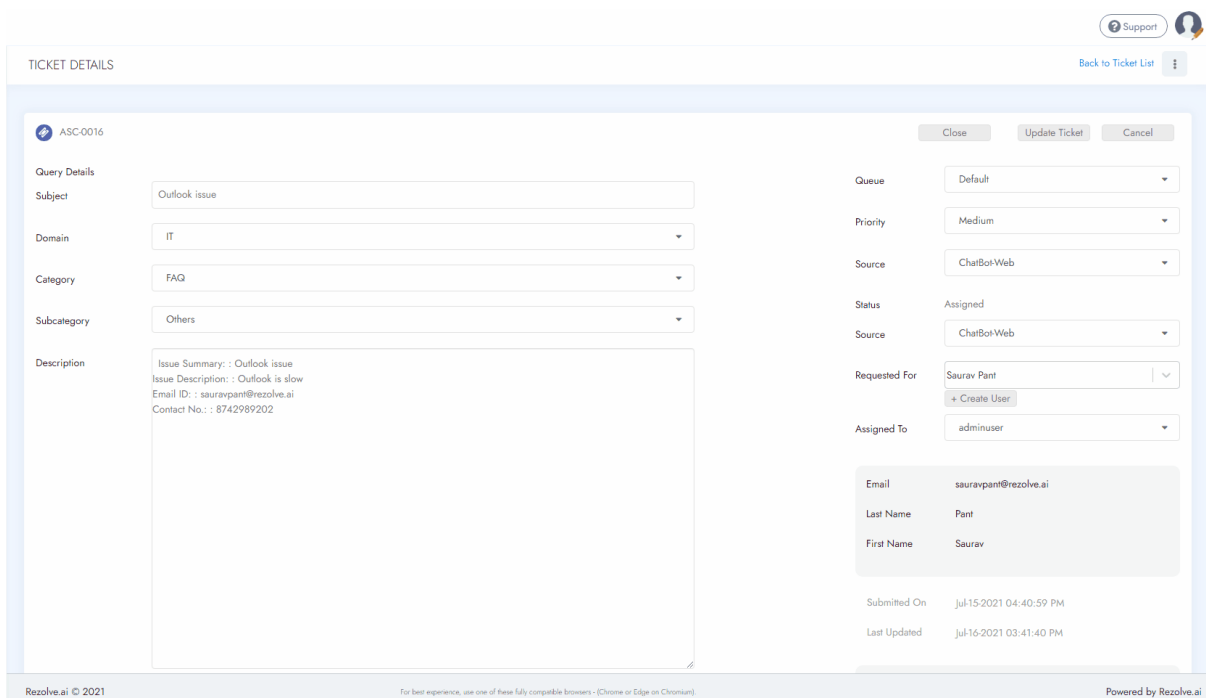 Support
TICKET DETAILS
Back to Ticket List
ASC-0016
Close
Update Ticket
Cancel
Query Details
Subject
Outlook issue
Domain
IT
Category
FAQ
Subcategory
Others
Description
Issue Summary: : Outlook issue
Issue Description: : Outlook is slow
Email ID: : sauravpant@rezolve.ai
Contact No.: : 8742989202
Queue
Default
Priority
Medium
Source
ChatBot-Web
Status
Assigned
Source
ChatBot-Web
Requested For
Saurav Pant
+ Create User
Assigned To
adminuser
Email
sauravpant@rezolve.ai
Last Name
Pant
First Name
Saurav
Submitted On
Jul-15-2021 04:40:59 PM
Last Updated
Jul-16-2021 03:41:40 PM
Rezolve.ai © 2021
For best experience, use one of these fully compatible browsers - (Chrome or Edge on Chromium).
Powered by Rezolve.ai